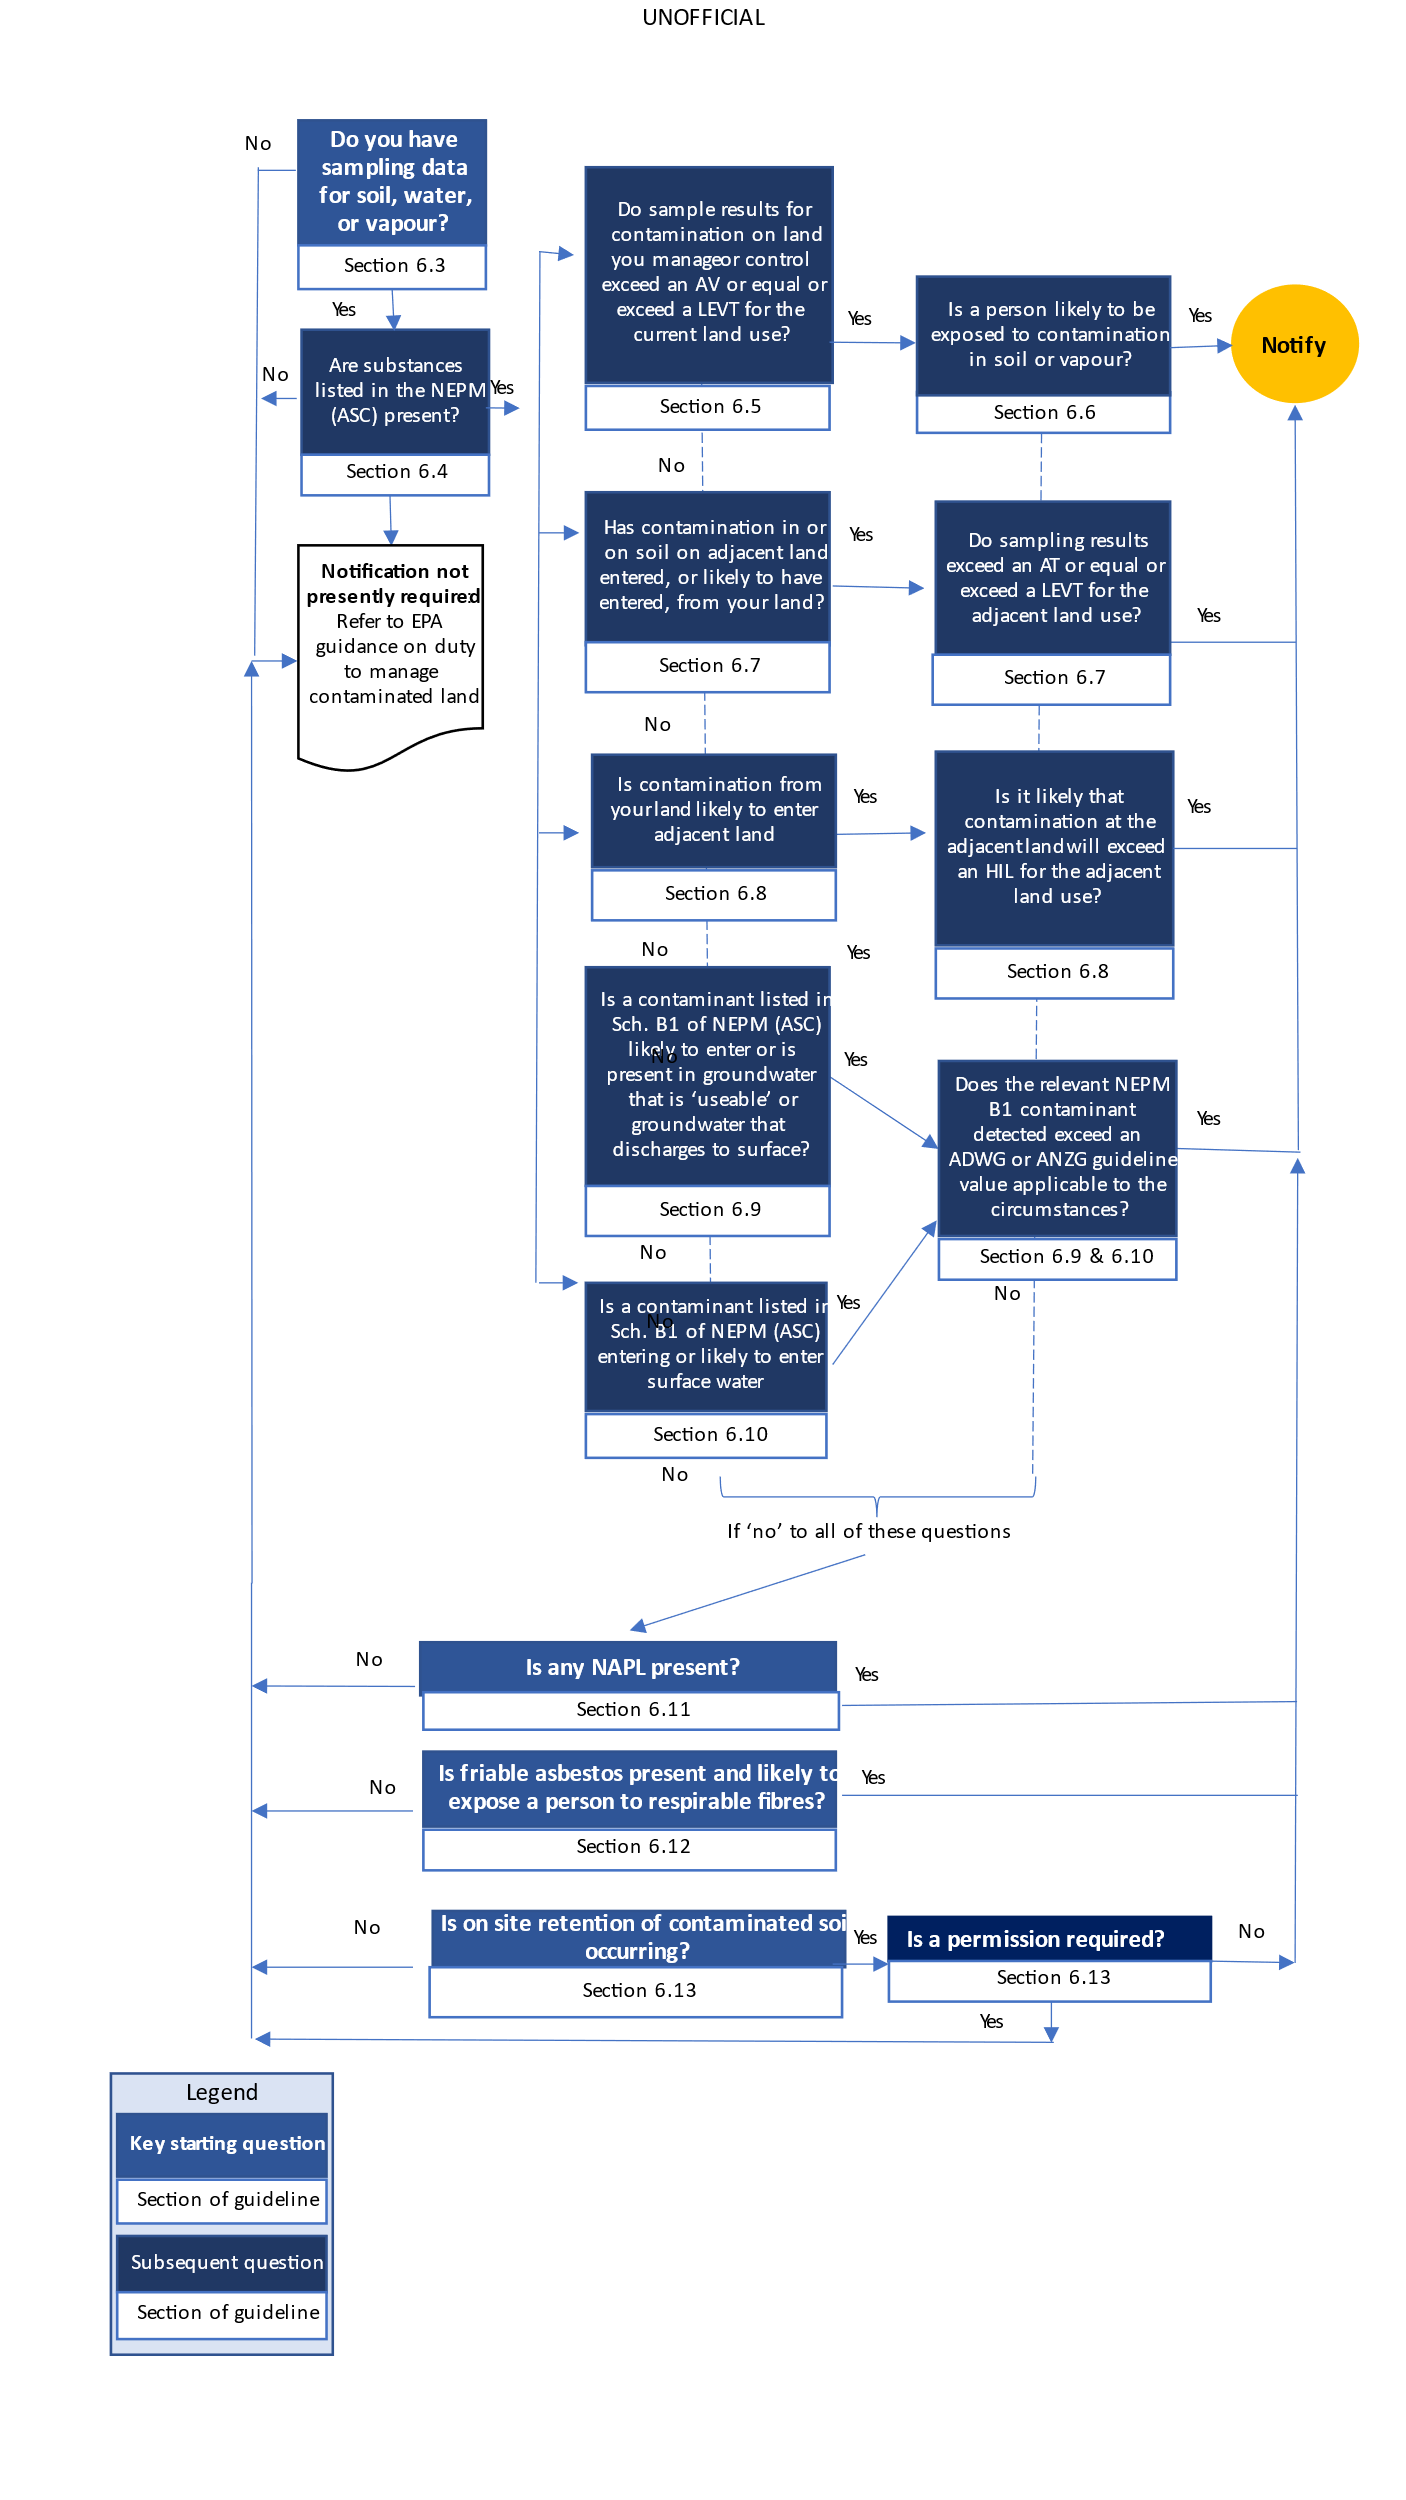 UNOFFICIAL
No
Do you have
sampling data
for soil, water,
or vapour?
Section 6.3
Yes
No
Are substances
listed in the NEPM
(ASC) present?
Yes
Section 6.4
Notification not
presently required:
Refer to EPA
guidance on duty
to manage
contaminated land
Do sample results for
contamination on land
you manageor control
exceed an AV or equal or
exceed a LEVT for the
current land use?
Section 6.5
Yes
Is a person likely to be
exposed to contamination
in soil or vapour?
Section 6.6
Yes
Notify
No
Has contamination in or
on soil on adjacent land
entered, or likely to have
entered, from your land?
Section 6.7
Yes
Do sampling results
exceed an AT or equal or
exceed a LEVT for the
adjacent land use?
Section 6.7
Yes
No
Is contamination from
your land likely to enter
adjacent land
Section 6.8
Yes
Is it likely that
contamination at the
adjacent land will exceed
an HIL for the adjacent
land use?
Section 6.8
Yes
No
Yes
Is a contaminant listed in
Sch. B1 of NEPM (ASC)
likely to enter or is
No
present in groundwater
that is ‘useable’ or
groundwater that
discharges to surface?
Section 6.9
Yes
Does the relevant NEPM
B1 contaminant
detected exceed an
ADWG or ANZG guideline
value applicable to the
circumstances?
Section 6.9 & 6.10
Yes
No
No
Is a contaminant listed in
No
Sch. B1 of NEPM (ASC)
entering or likely to enter
surface water
Section 6.10
Yes
No
If ‘no’ to all of these questions
No
Is any NAPL present?
Section 6.11
Yes
No
Is friable asbestos present and likely to
expose a person to respirable fibres?
Section 6.12
Yes
No
Is on site retention of contaminated soi
occurring?
Section 6.13
Yes
Is a permission required?
Section 6.13
No
Yes
Legend
Key starting question
Section of guideline
Subsequent question
Section of guideline